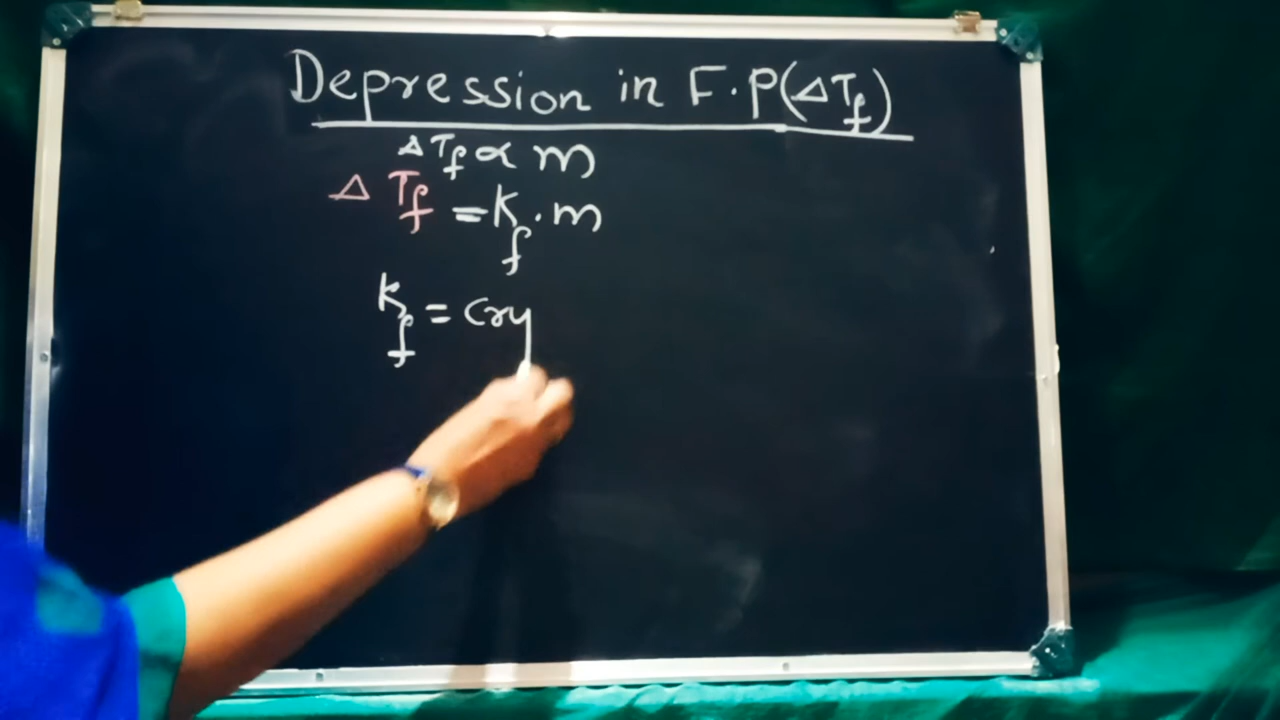 Depression in F.P(ΔTf)
ΔTf ∝ m
ΔTf = Kf.m
Kf = cry